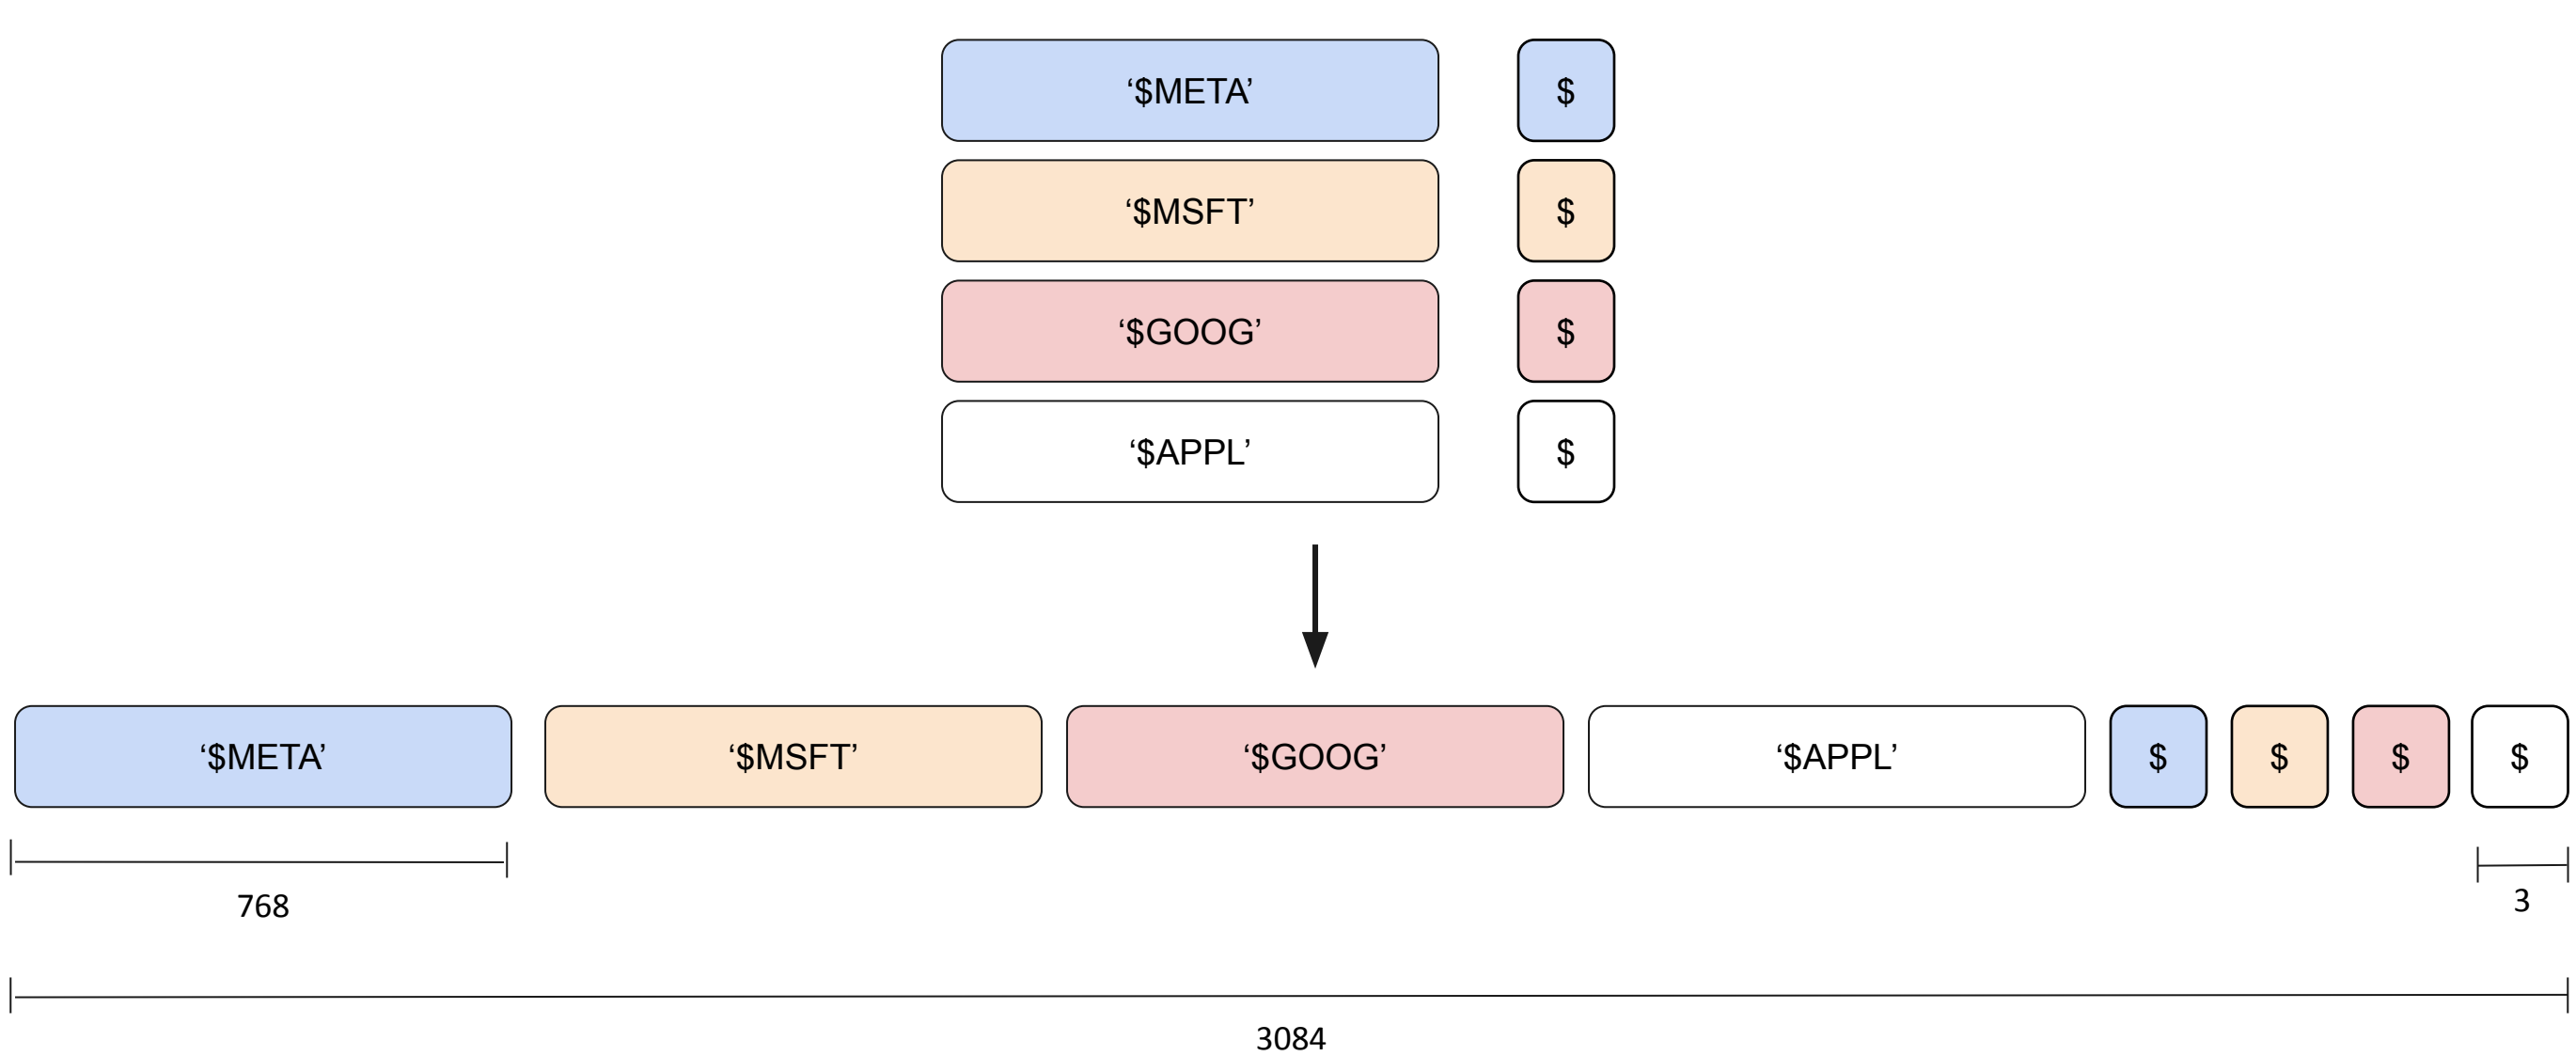 ‘$META’ $
‘$MSFT’ $
‘$GOOG’ $
‘$APPL’ $
‘$META’ ‘$MSFT’ ‘$GOOG’ ‘$APPL’ $ $ $ $
768 3
3084